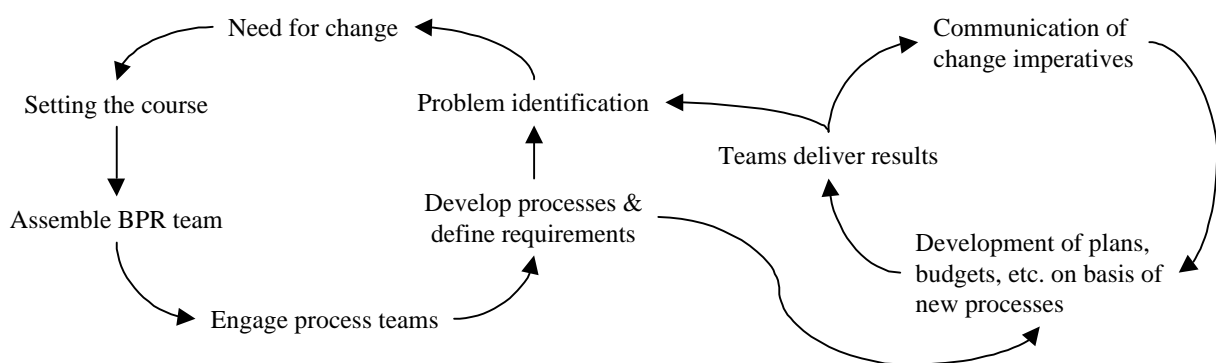 Need for change
Communication of
change imperatives
Setting the course
Problem identification
Teams deliver results
Assemble BPR team
Develop processes &
define requirements
Development of plans,
budgets, etc. on basis of
new processes
Engage process teams